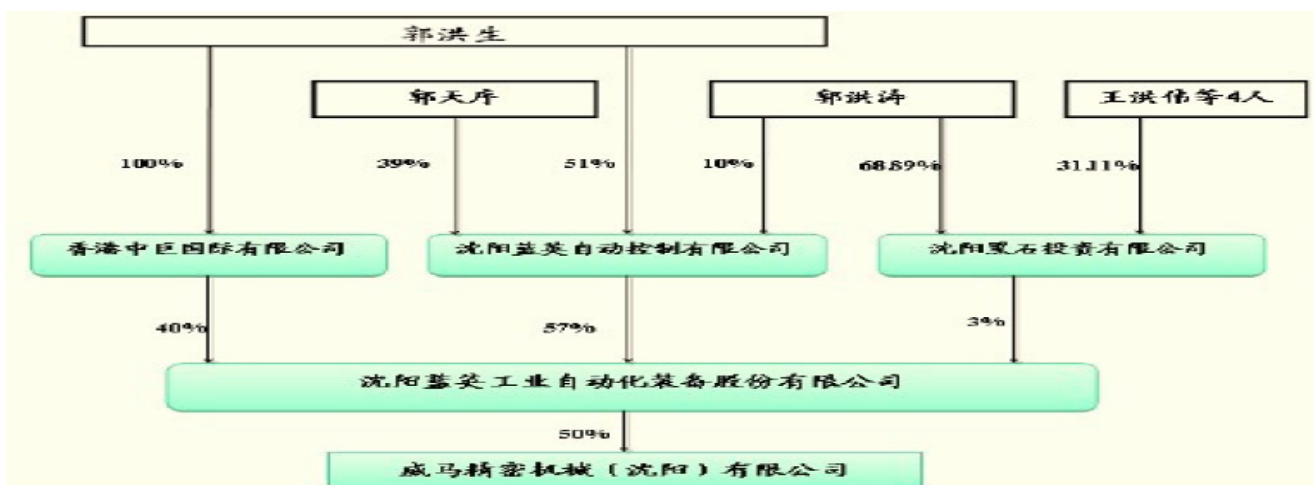 郭洪生
郭天序
郭洪涛
王洪伟等4人
100%
39%
51%
10%
68.89%
31.11%
香港中巨国际有限公司
沈阳蓝英自动控制有限公司
沈阳黑石投资有限公司
40%
57%
3%
沈阳蓝英工业自动化装备股份有限公司
50%
威马精密机械（沈阳）有限公司